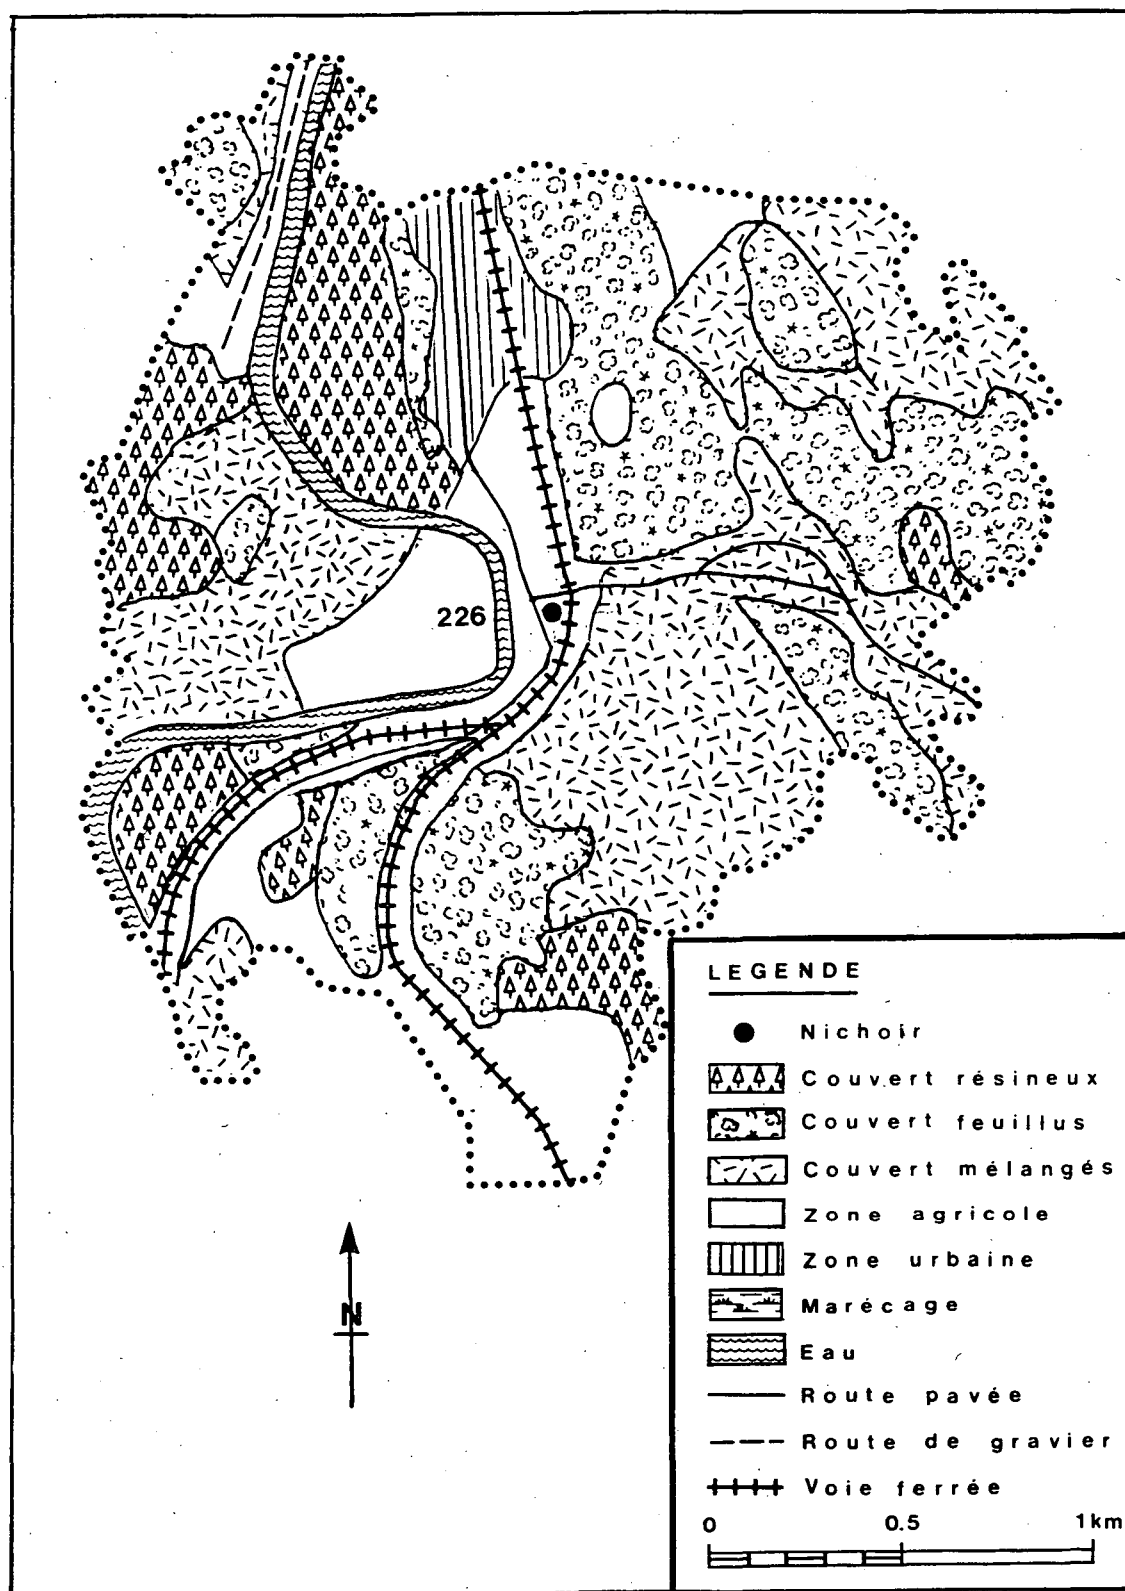 226
N
LEGENDE
Nichoir
Couvert résineux
Couvert feuillus
Couvert mélangés
Zone agricole
Zone urbaine
Marécage
Eau
Route pavée
Route de gravier
Voie ferrée
0 0.5 1km